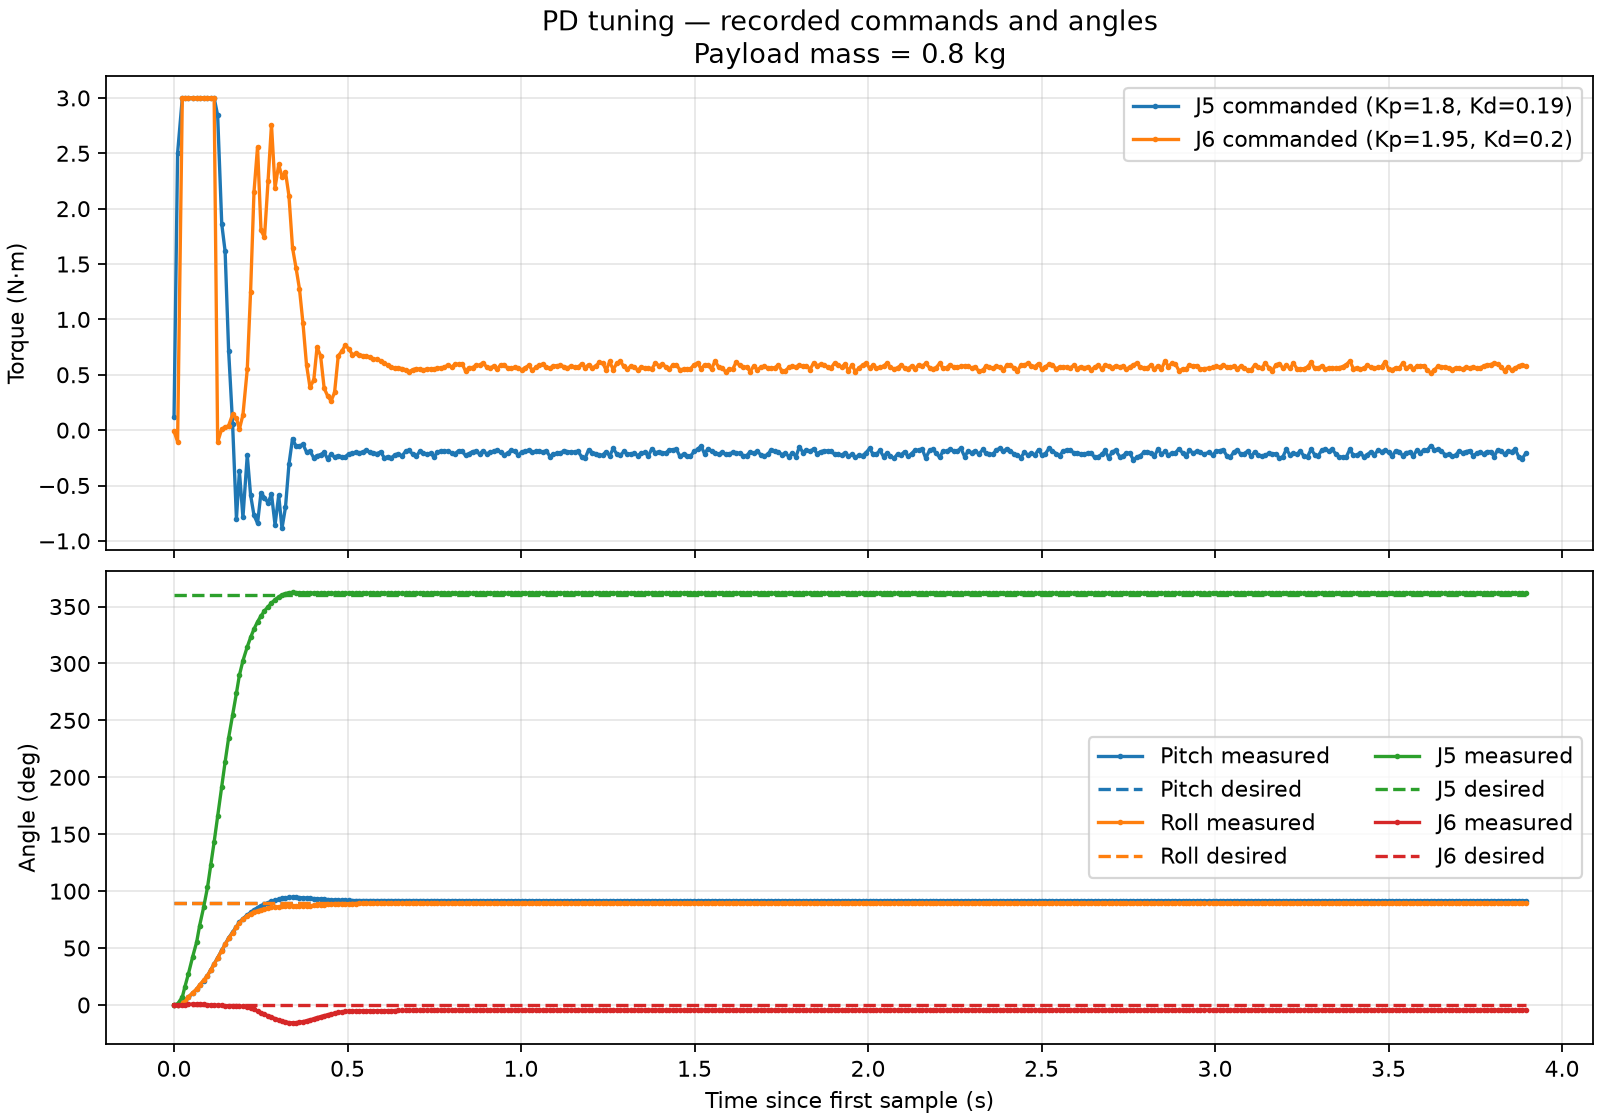 PD tuning — recorded commands and angles
Payload mass = 0.8 kg
Torque (N·m)
3.0
2.5
2.0
1.5
1.0
0.5
0.0
−0.5
−1.0
J5 commanded (Kp=1.8, Kd=0.19)
J6 commanded (Kp=1.95, Kd=0.2)
Angle (deg)
350
300
250
200
150
100
50
0
Pitch measured
Pitch desired
Roll measured
Roll desired
J5 measured
J5 desired
J6 measured
J6 desired
0.0 0.5 1.0 1.5 2.0 2.5 3.0 3.5 4.0
Time since first sample (s)